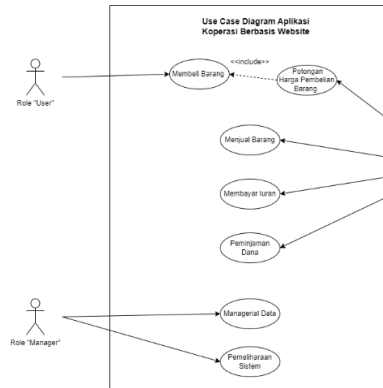 Use Case Diagram Aplikasi
Koperasi Berbasis Website
<<include>>
Membeli Barang
Potongan
Harga Pembelian
Barang
Role "User"
Menjual Barang
Membayar Iuran
Peminjaman
Dana
Managerial Data
Role "Manager"
Pemeliharaan
Sistem